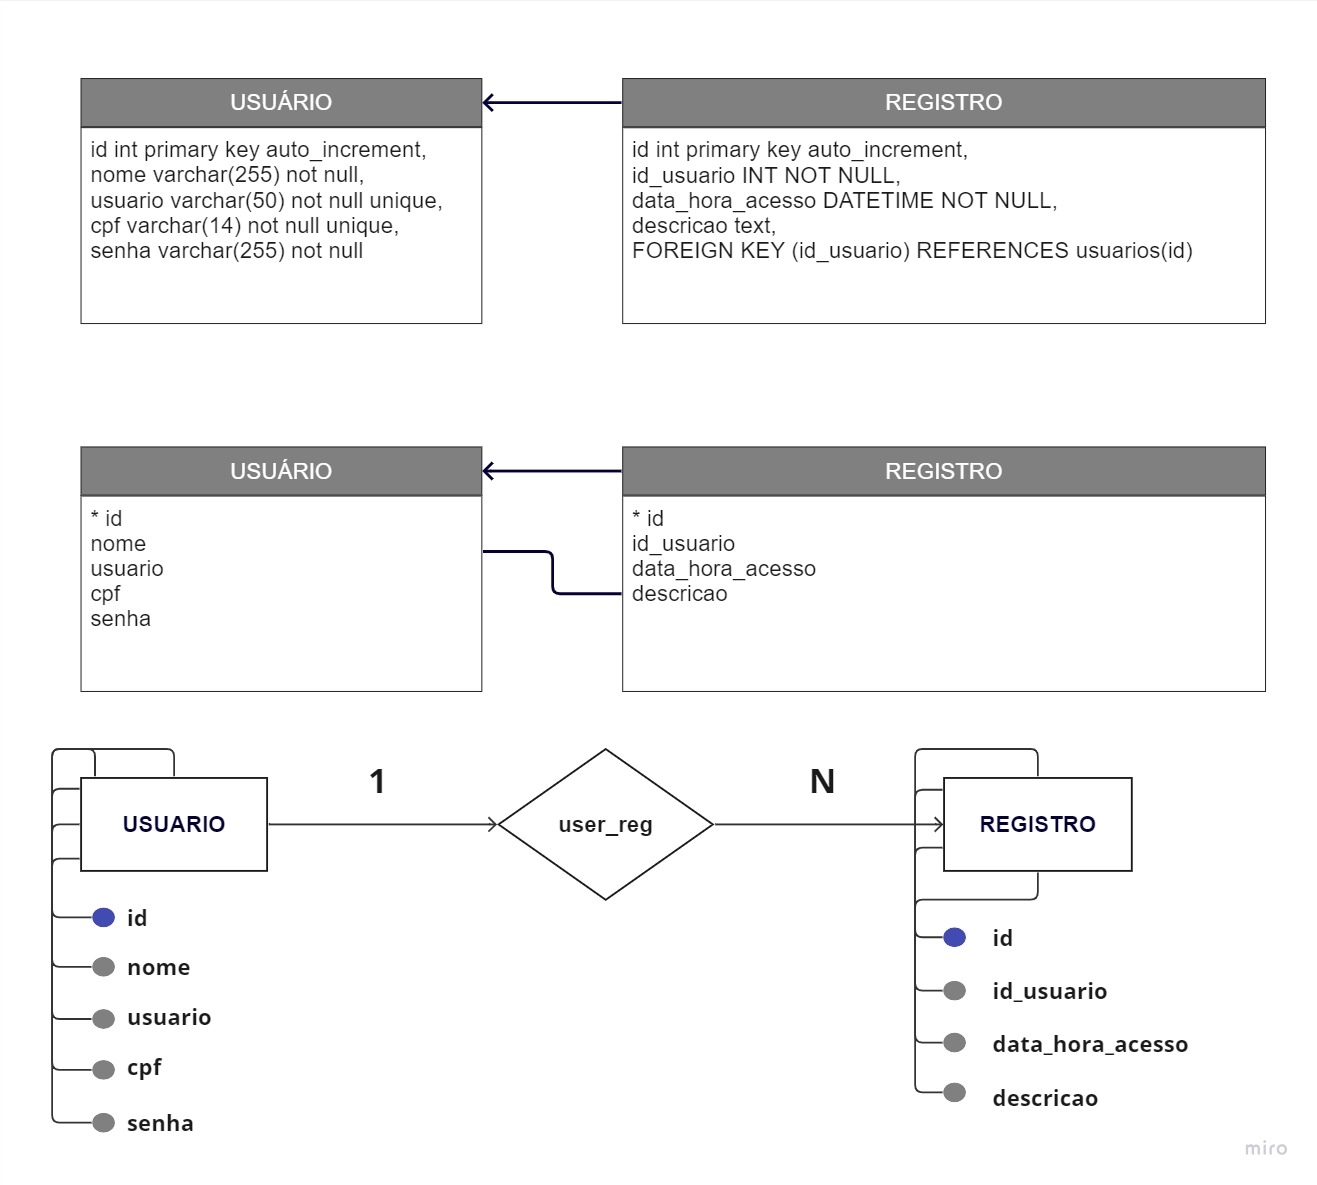 USUÁRIO
id int primary key auto_increment,
nome varchar(255) not null,
usuario varchar(50) not null unique,
cpf varchar(14) not null unique,
senha varchar(255) not null
REGISTRO
id int primary key auto_increment,
id_usuario INT NOT NULL,
data_hora_acesso DATETIME NOT NULL,
descricao text,
FOREIGN KEY (id_usuario) REFERENCES usuarios(id)
USUÁRIO
* id
nome
usuario
cpf
senha
REGISTRO
* id
id_usuario
data_hora_acesso
descricao
USUARIO
1
user_reg
N
REGISTRO
id
nome
usuario
cpf
senha
id
id_usuario
data_hora_acesso
descricao
miro